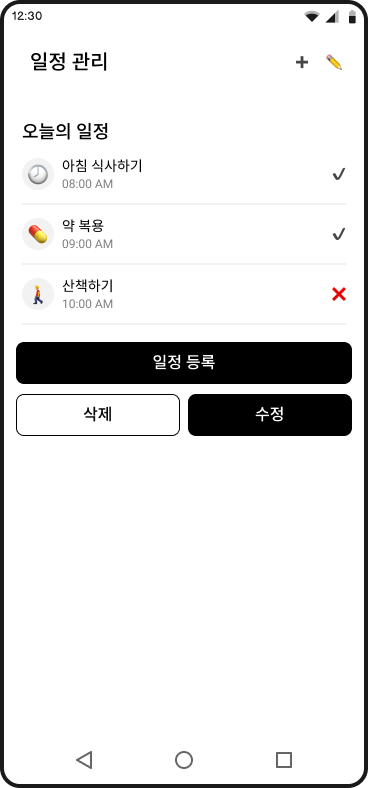 12:30
일정 관리
오늘의 일정
아침 식사하기
08:00 AM
약 복용
09:00 AM
산책하기
10:00 AM
일정 등록
삭제
수정